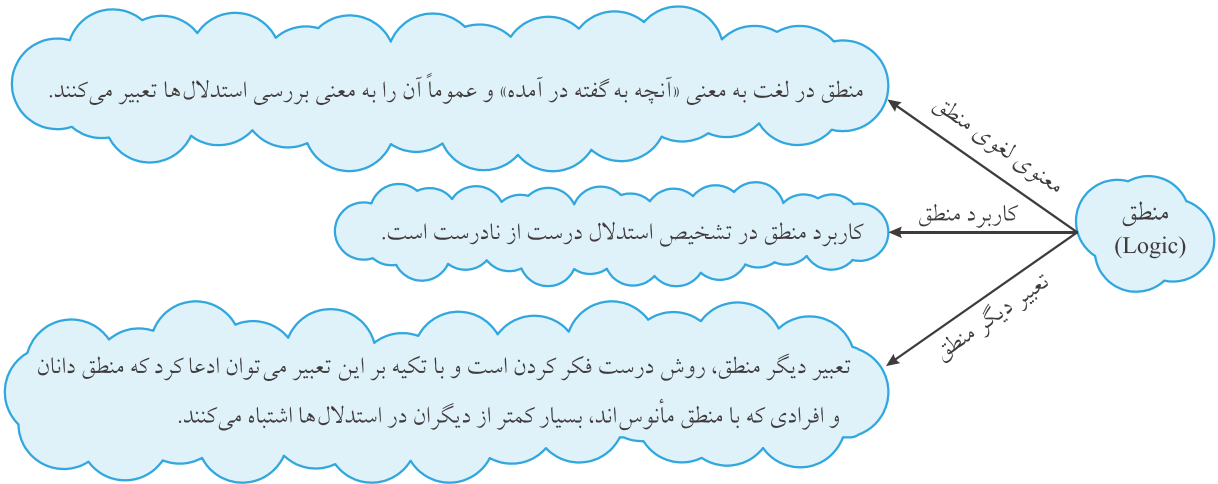 منطق
(Logic)
معنوی لغوی منطق
منطق در لغت به معنی «آنچه به گفته در آمده» و عموماً آن را به معنی بررسی استدلال‌ها تعبیر می‌کنند.
کاربرد منطق
کاربرد منطق در تشخیص استدلال درست از نادرست است.
تعبیر دیگر منطق
تعبیر دیگر منطق، روش درست فکر کردن است و با تکیه بر این تعبیر می‌توان ادعا کرد که منطق دانان
و افرادی که با منطق مأنوس‌اند، بسیار کمتر از دیگران در استدلال‌ها اشتباه می‌کنند.